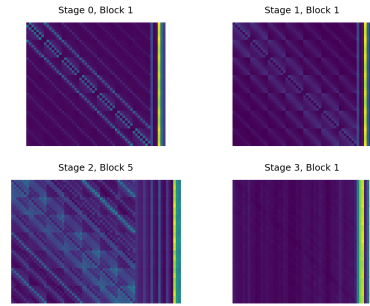 Stage 0, Block 1
Stage 1, Block 1
Stage 2, Block 5
Stage 3, Block 1